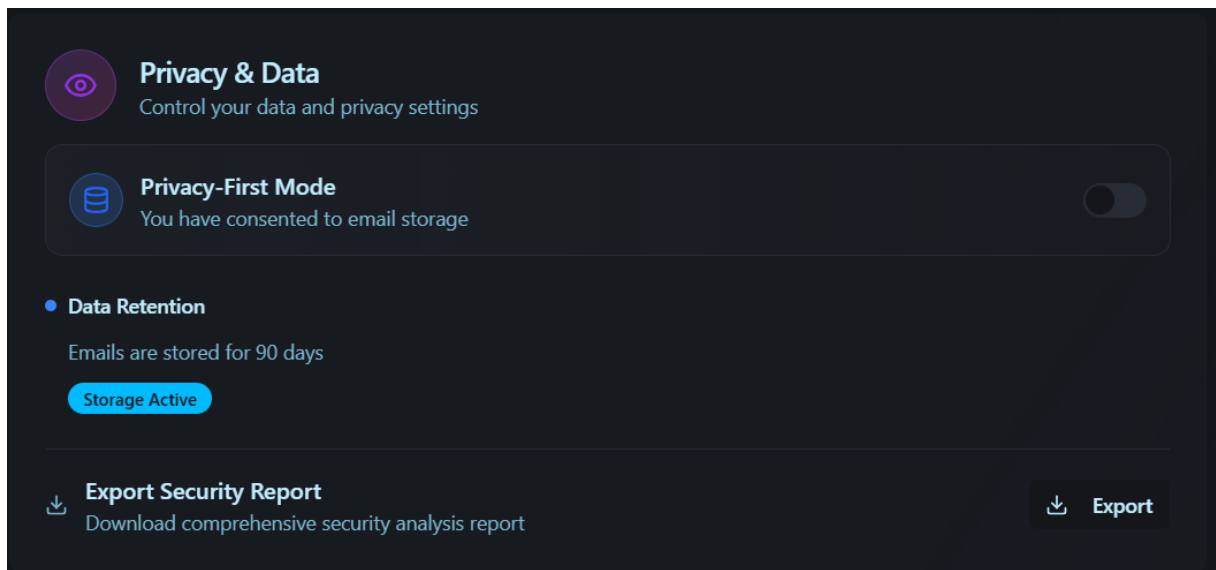 Privacy & Data
Control your data and privacy settings
Privacy-First Mode
You have consented to email storage
Data Retention
Emails are stored for 90 days
Storage Active
Export Security Report
Download comprehensive security analysis report
Export